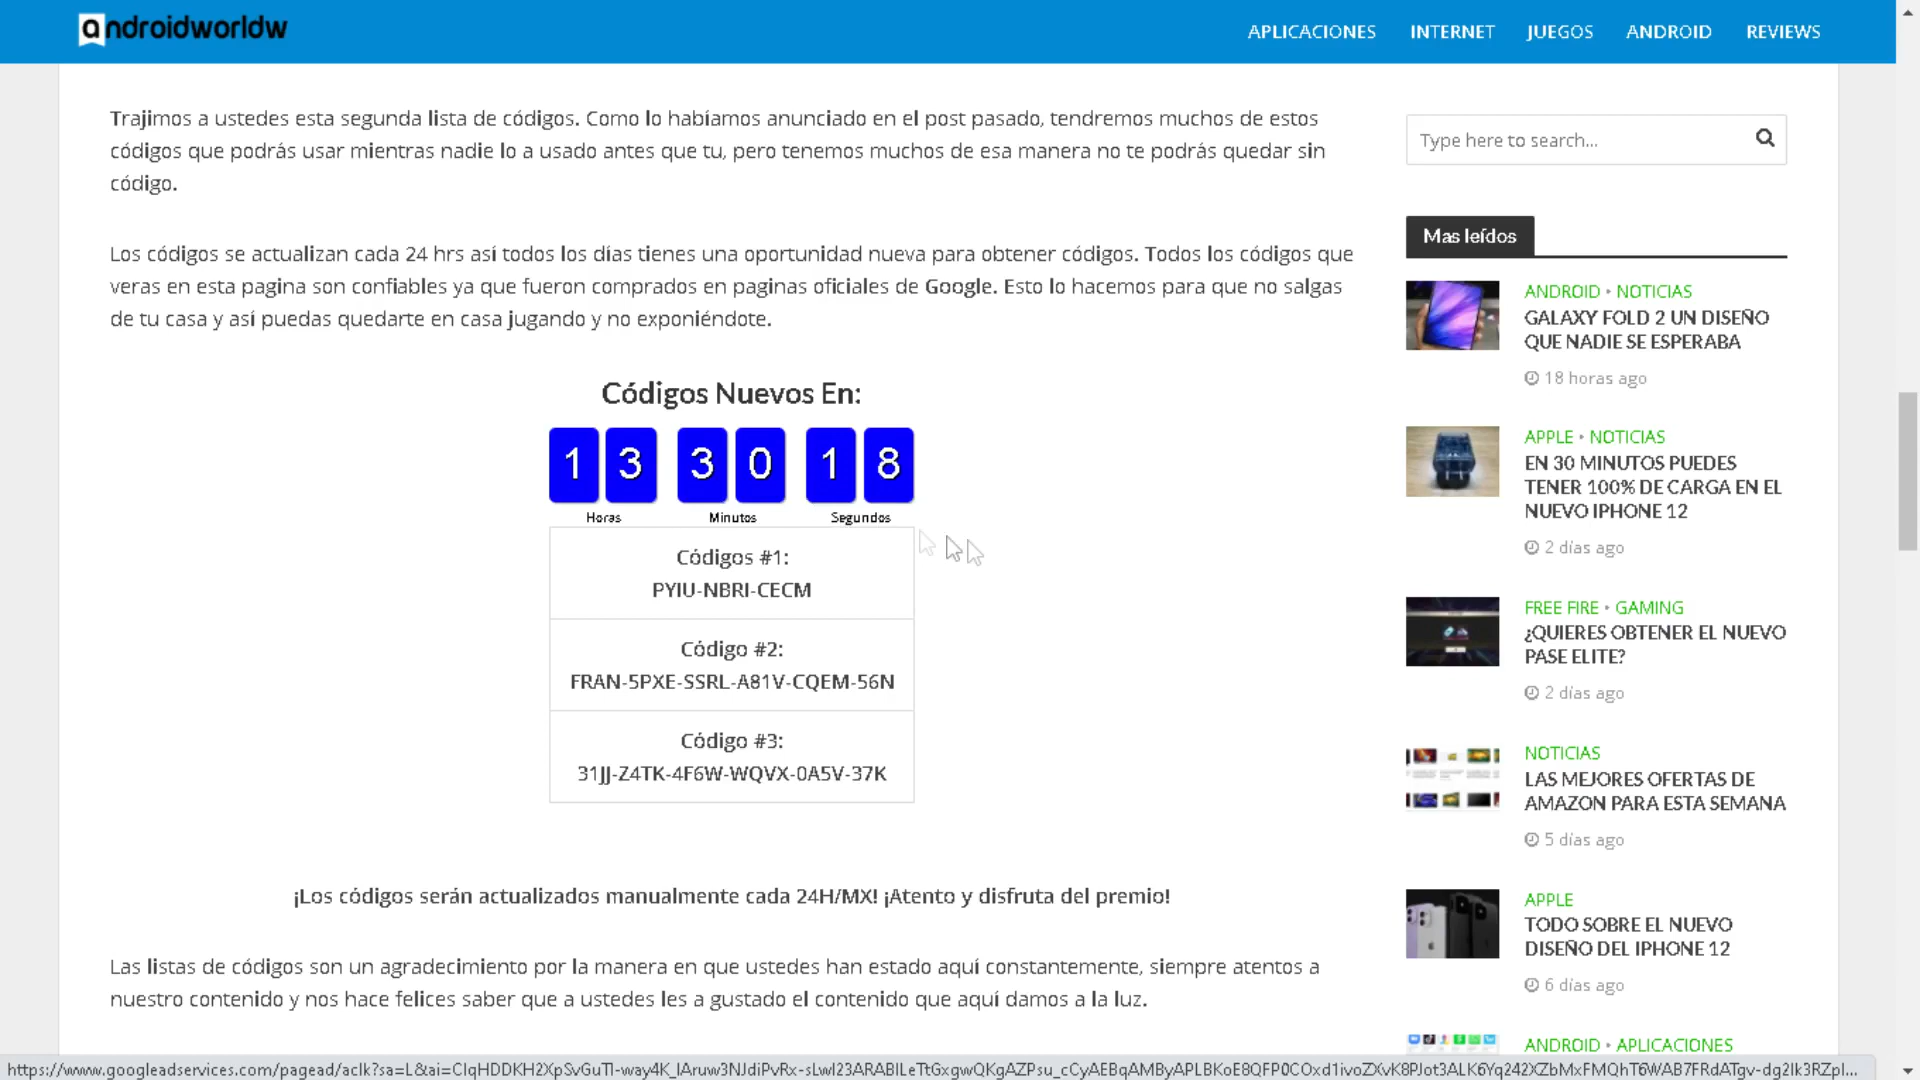 androidworldw
APLICACIONES INTERNET JUEGOS ANDROID REVIEWS
Trajimos a ustedes esta segunda lista de códigos. Como lo habíamos anunciado en el post pasado, tendremos muchos de estos
códigos que podrás usar mientras nadie lo a usado antes que tu, pero tenemos muchos de esa manera no te podrás quedar sin
código.
Los códigos se actualizan cada 24 hrs así todos los días tienes una oportunidad nueva para obtener códigos. Todos los códigos que
veras en esta pagina son confiables ya que fueron comprados en paginas oficiales de Google. Esto lo hacemos para que no salgas
de tu casa y así puedas quedarte en casa jugando y no exponiéndote.
Códigos Nuevos En:
13 30 18
Horas Minutos Segundos
Códigos #1:
PYIU-NBRI-CECM
Código #2:
FRAN-5PXE-SSRL-A81V-CQEM-56N
Código #3:
31JJ-Z4TK-4F6W-WQVX-0A5V-37K
¡Los códigos serán actualizados manualmente cada 24H/MX! ¡Atento y disfruta del premio!
Las listas de códigos son un agradecimiento por la manera en que ustedes han estado aquí constantemente, siempre atentos a
nuestro contenido y nos hace felices saber que a ustedes les a gustado el contenido que aquí damos a la luz.
Type here to search...
Mas leídos
ANDROID • NOTICIAS
GALAXY FOLD 2 UN DISEÑO
QUE NADIE SE ESPERABA
18 horas ago
APPLE • NOTICIAS
EN 30 MINUTOS PUEDES
TENER 100% DE CARGA EN EL
NUEVO IPHONE 12
2 días ago
FREE FIRE • GAMING
¿QUIERES OBTENER EL NUEVO
PASE ELITE?
2 días ago
NOTICIAS
LAS MEJORES OFERTAS DE
AMAZON PARA ESTA SEMANA
5 días ago
APPLE
TODO SOBRE EL NUEVO
DISEÑO DEL IPHONE 12
6 días ago
ANDROID • APLICACIONES